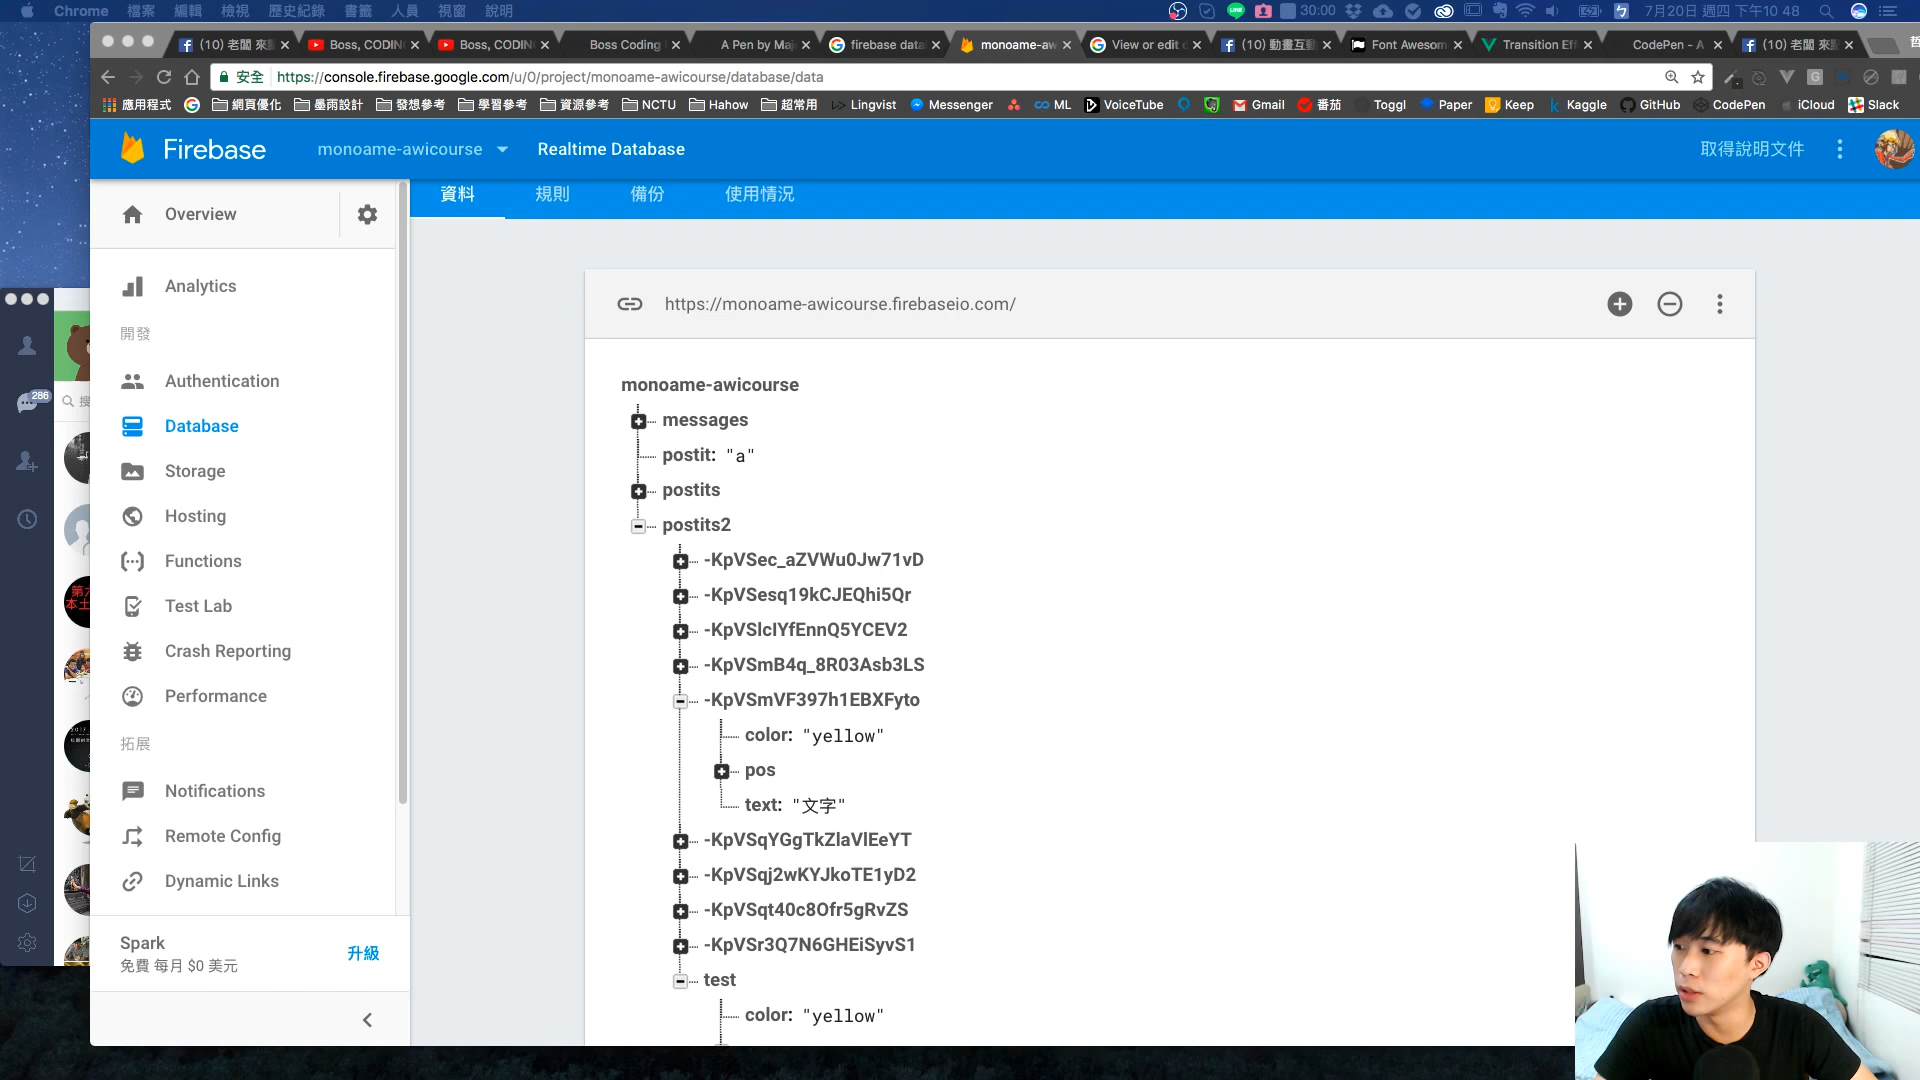 Chrome 檔案 編輯 檢視 歷史紀錄 書籤 人員 視窗 說明 30:00 7月20日 週四 下午10 48
(10) 老闆 來 Boss, CODIN Boss, CODIN Boss Coding A Pen by Ma firebase data monoame-aw View or edit d (10) 動畫互動 Font Awesom Transition Eff CodePen - A (10) 老闆 來
安全 https://console.firebase.google.com/u/0/project/monoame-awicourse/database/data
應用程式 網頁優化 墨雨設計 發想參考 學習參考 資源參考 NCTU Hahow 超常用 Lingvist Messenger ML VoiceTube Gmail 番茄 Toggl Paper Keep Kaggle GitHub CodePen iCloud Slack
Firebase monoame-awicourse Realtime Database 取得說明文件
資料 規則 備份 使用情況
Overview
Analytics
開發
Authentication
Database
Storage
Hosting
Functions
Test Lab
Crash Reporting
Performance
拓展
Notifications
Remote Config
Dynamic Links
Spark
免費 每月 $0 美元
升級
286
https://monoame-awicourse.firebaseio.com/
monoame-awicourse
messages
postit: "a"
postits
postits2
-KpVSec_aZVWu0Jw71vD
-KpVSesq19kCJEQhi5Qr
-KpVSlcIYfEnnQ5YCEV2
-KpVSmB4q_8R03Asb3LS
-KpVSmVF397h1EBXFyto
color: "yellow"
pos
text: "文字"
-KpVSqYGgTkZlaVlEeYT
-KpVSqj2wKYJkoTE1yD2
-KpVSqt40c8Ofr5gRvZS
-KpVSr3Q7N6GHEiSyvS1
test
color: "yellow"